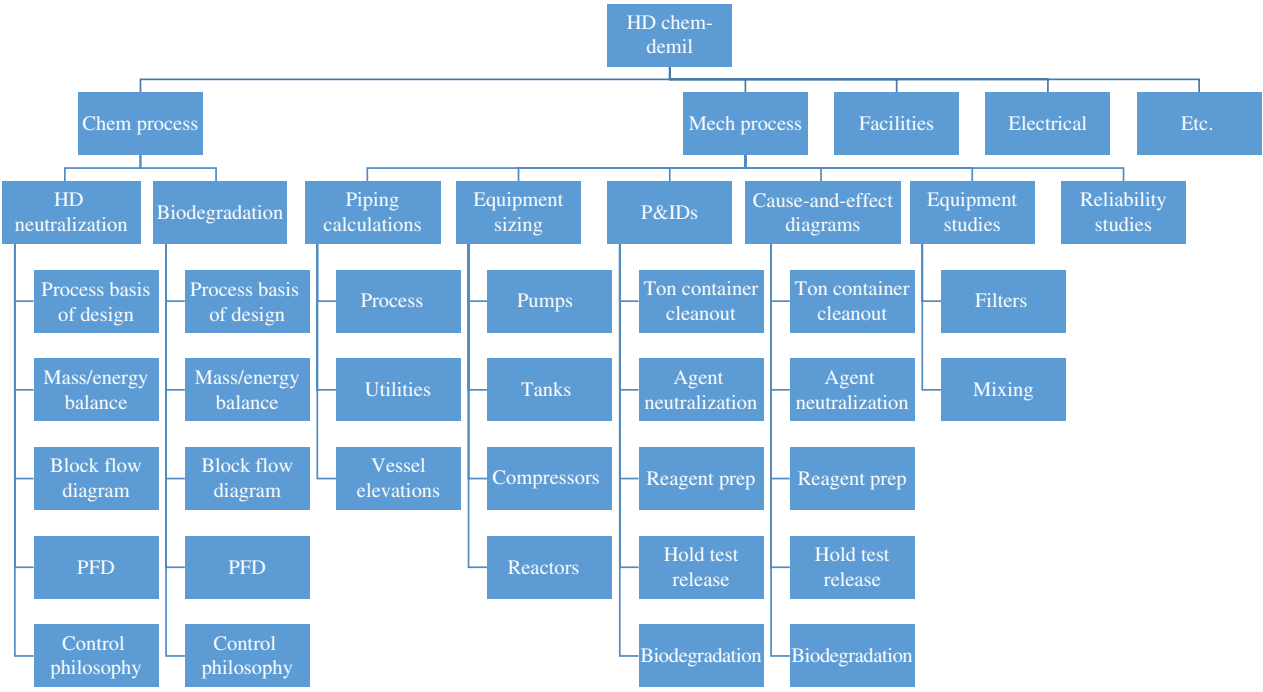 HD chem-
demil
Chem process
Mech process
Facilities
Electrical
Etc.
HD
neutralization
Biodegradation
Piping
calculations
Equipment
sizing
P&IDs
Cause-and-effect
diagrams
Equipment
studies
Reliability
studies
Process basis
of design
Process basis
of design
Process
Pumps
Ton container
cleanout
Ton container
cleanout
Filters
Mass/energy
balance
Mass/energy
balance
Utilities
Tanks
Agent
neutralization
Agent
neutralization
Mixing
Block flow
diagram
Block flow
diagram
Vessel
elevations
Compressors
Reagent prep
Reagent prep
PFD
PFD
Reactors
Hold test
release
Hold test
release
Control
philosophy
Control
philosophy
Biodegradation
Biodegradation